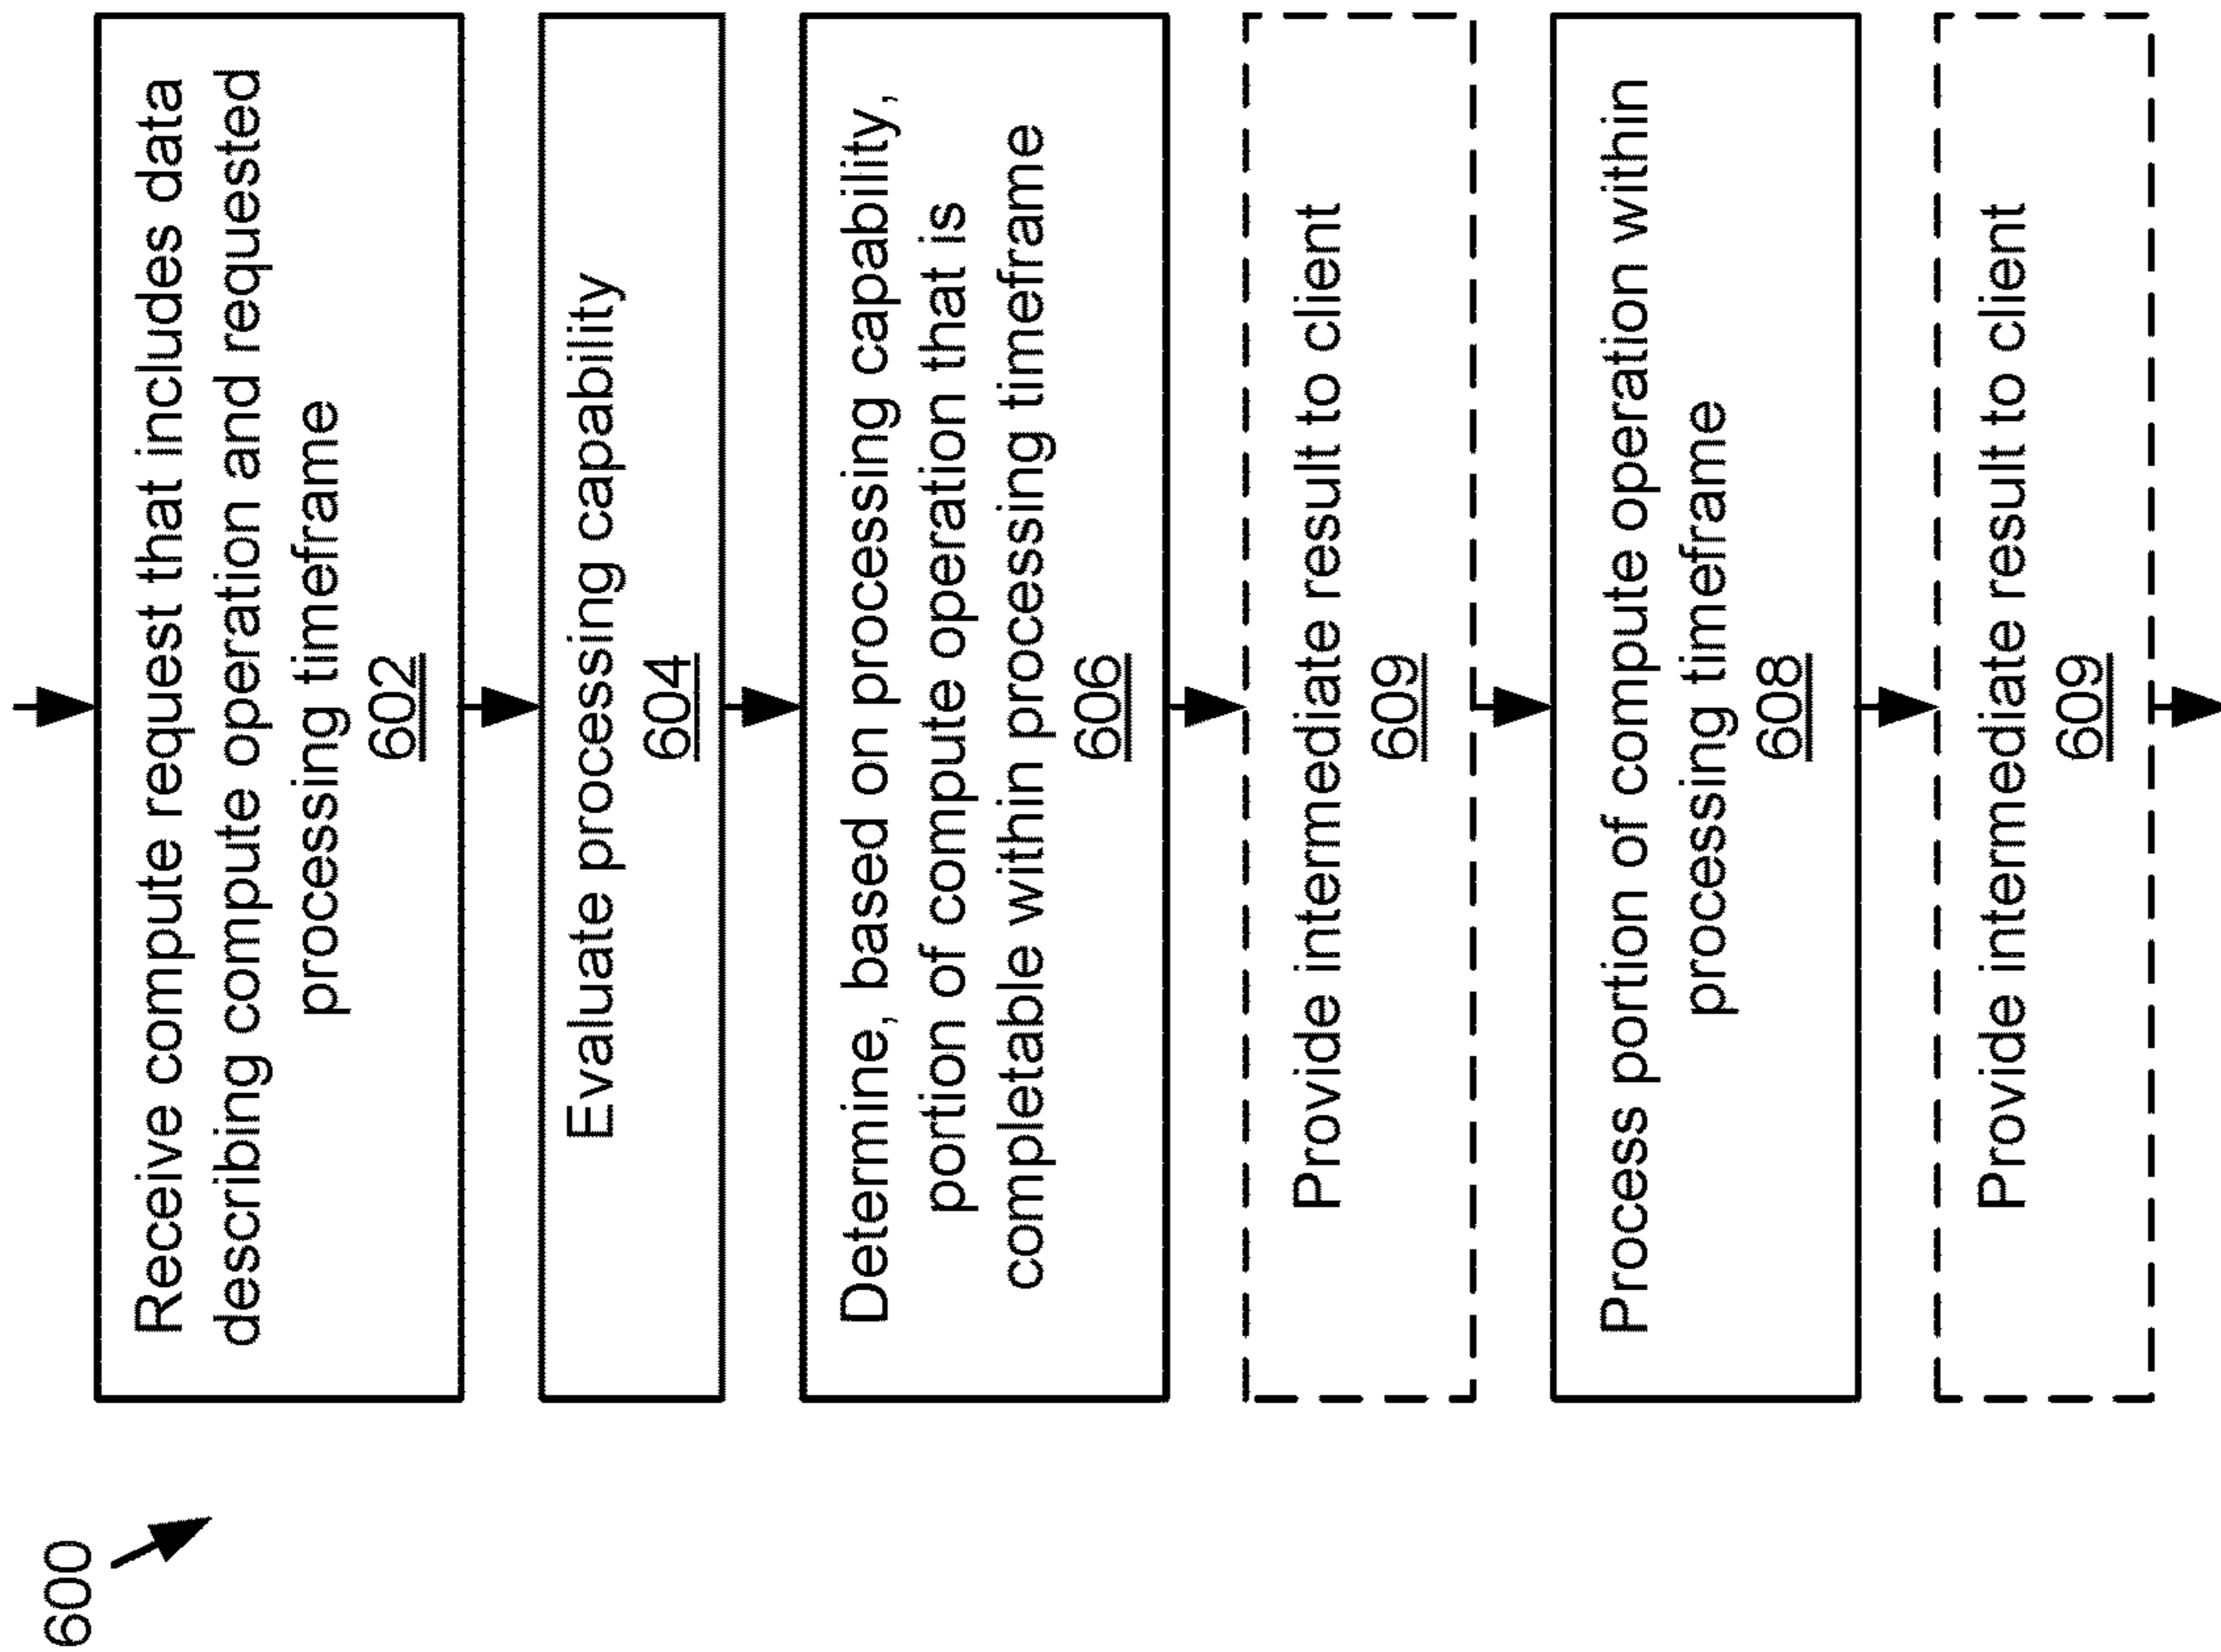 600
Receive compute request that includes data
describing compute operation and requested
processing timeframe
602
Evaluate processing capability
604
Determine, based on processing capability,
portion of compute operation that is
completable within processing timeframe
606
Provide intermediate result to client
609
Process portion of compute operation within
processing timeframe
608
Provide intermediate result to client
609